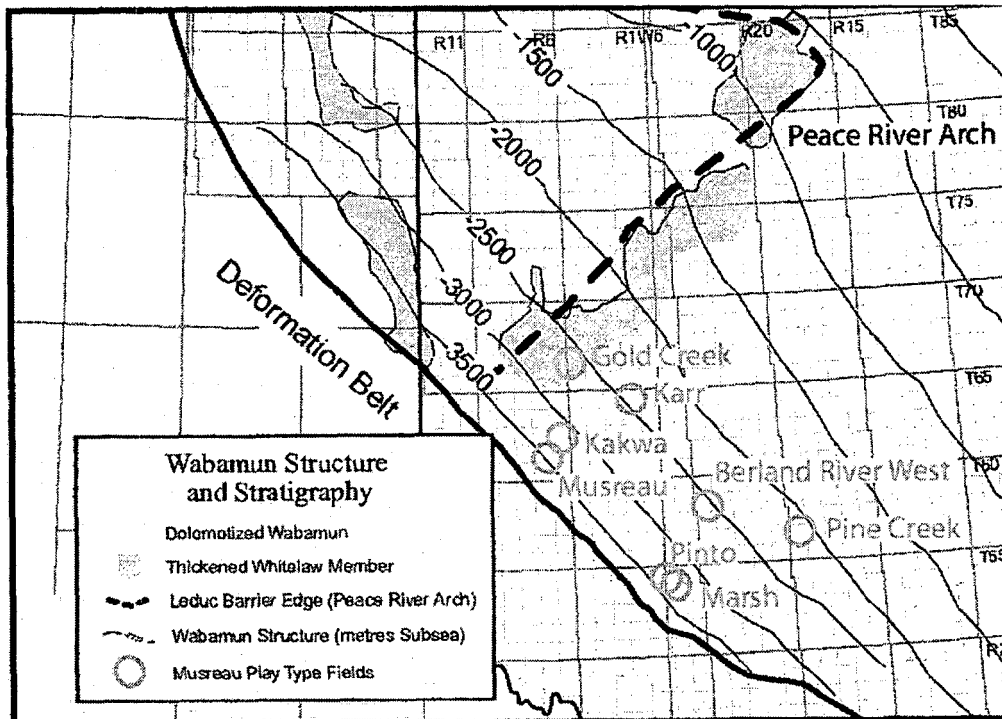 R11
R6
R1W6
R20
R15
T85
-1000
-1500
T80
Peace River Arch
-2000
T75
-2500
-3000
T70
Deformation Belt
-3500
Gold Creek
T65
Karr
Kakwa
Musreau
Berland River West
Pine Creek
Pinto
T55
Marsh
Wabamun Structure
and Stratigraphy
Dolomotized Wabamun
Thickened Whitelaw Member
Leduc Barrier Edge (Peace River Arch)
Wabamun Structure (metres Subsea)
Musreau Play Type Fields